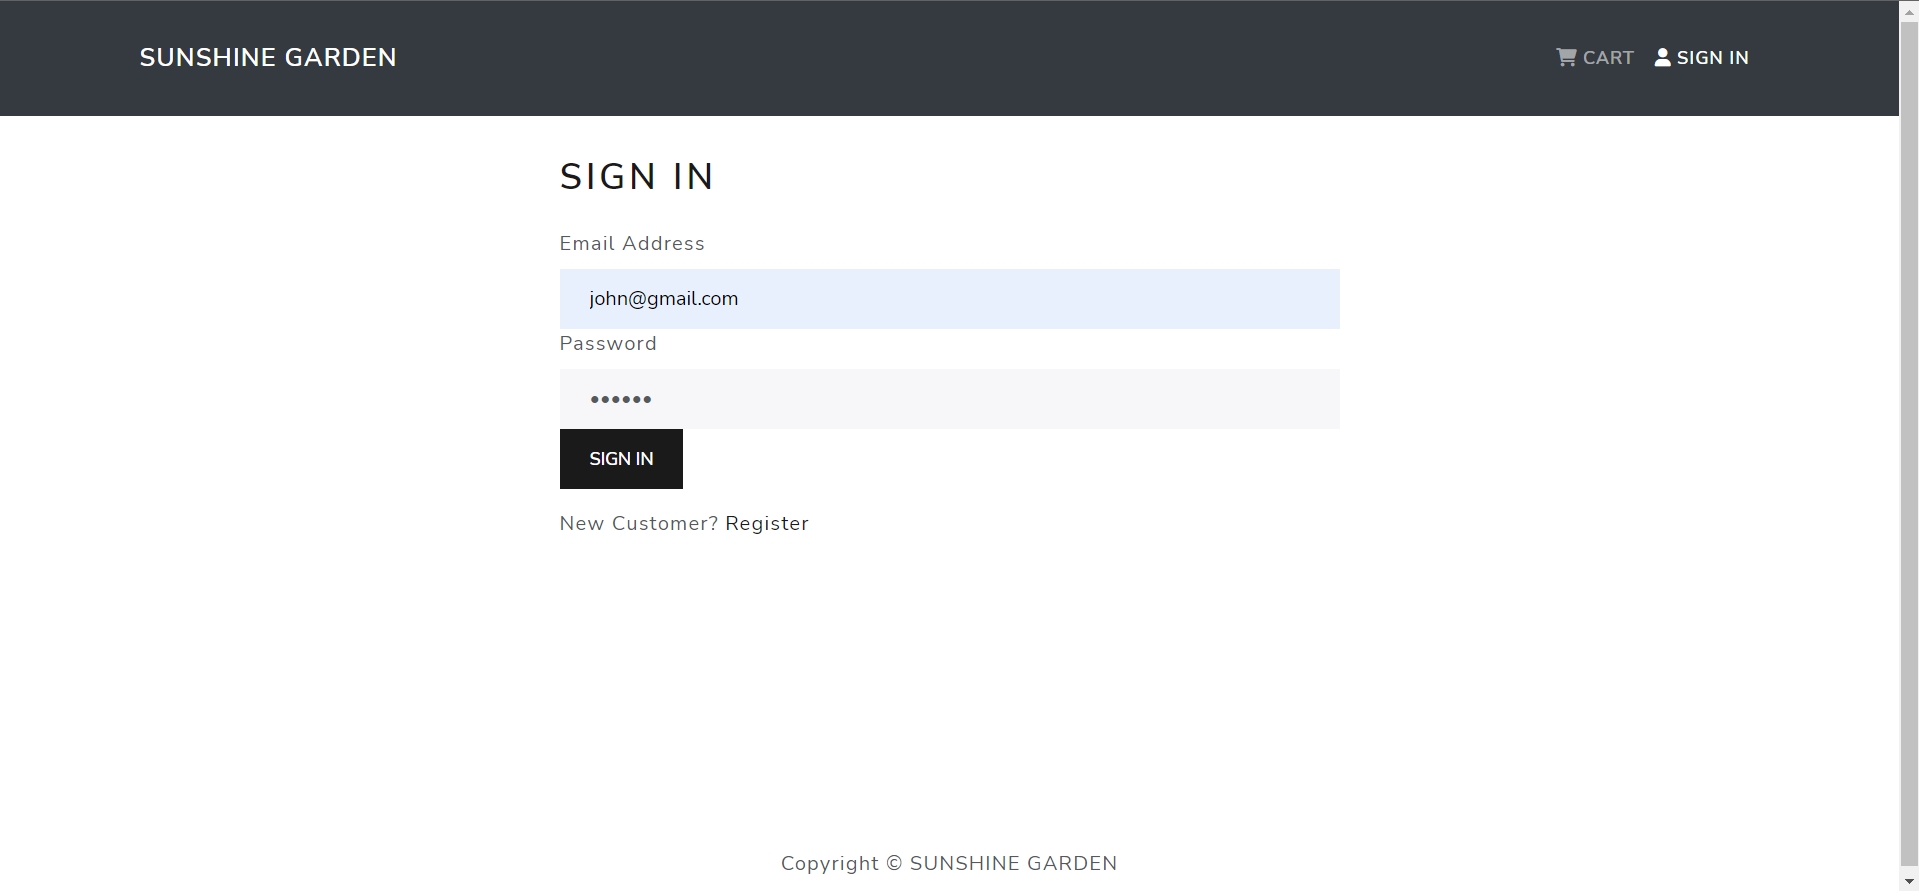 SUNSHINE GARDEN
CART
SIGN IN
SIGN IN
Email Address
john@gmail.com
Password
••••••
SIGN IN
New Customer? Register
Copyright © SUNSHINE GARDEN